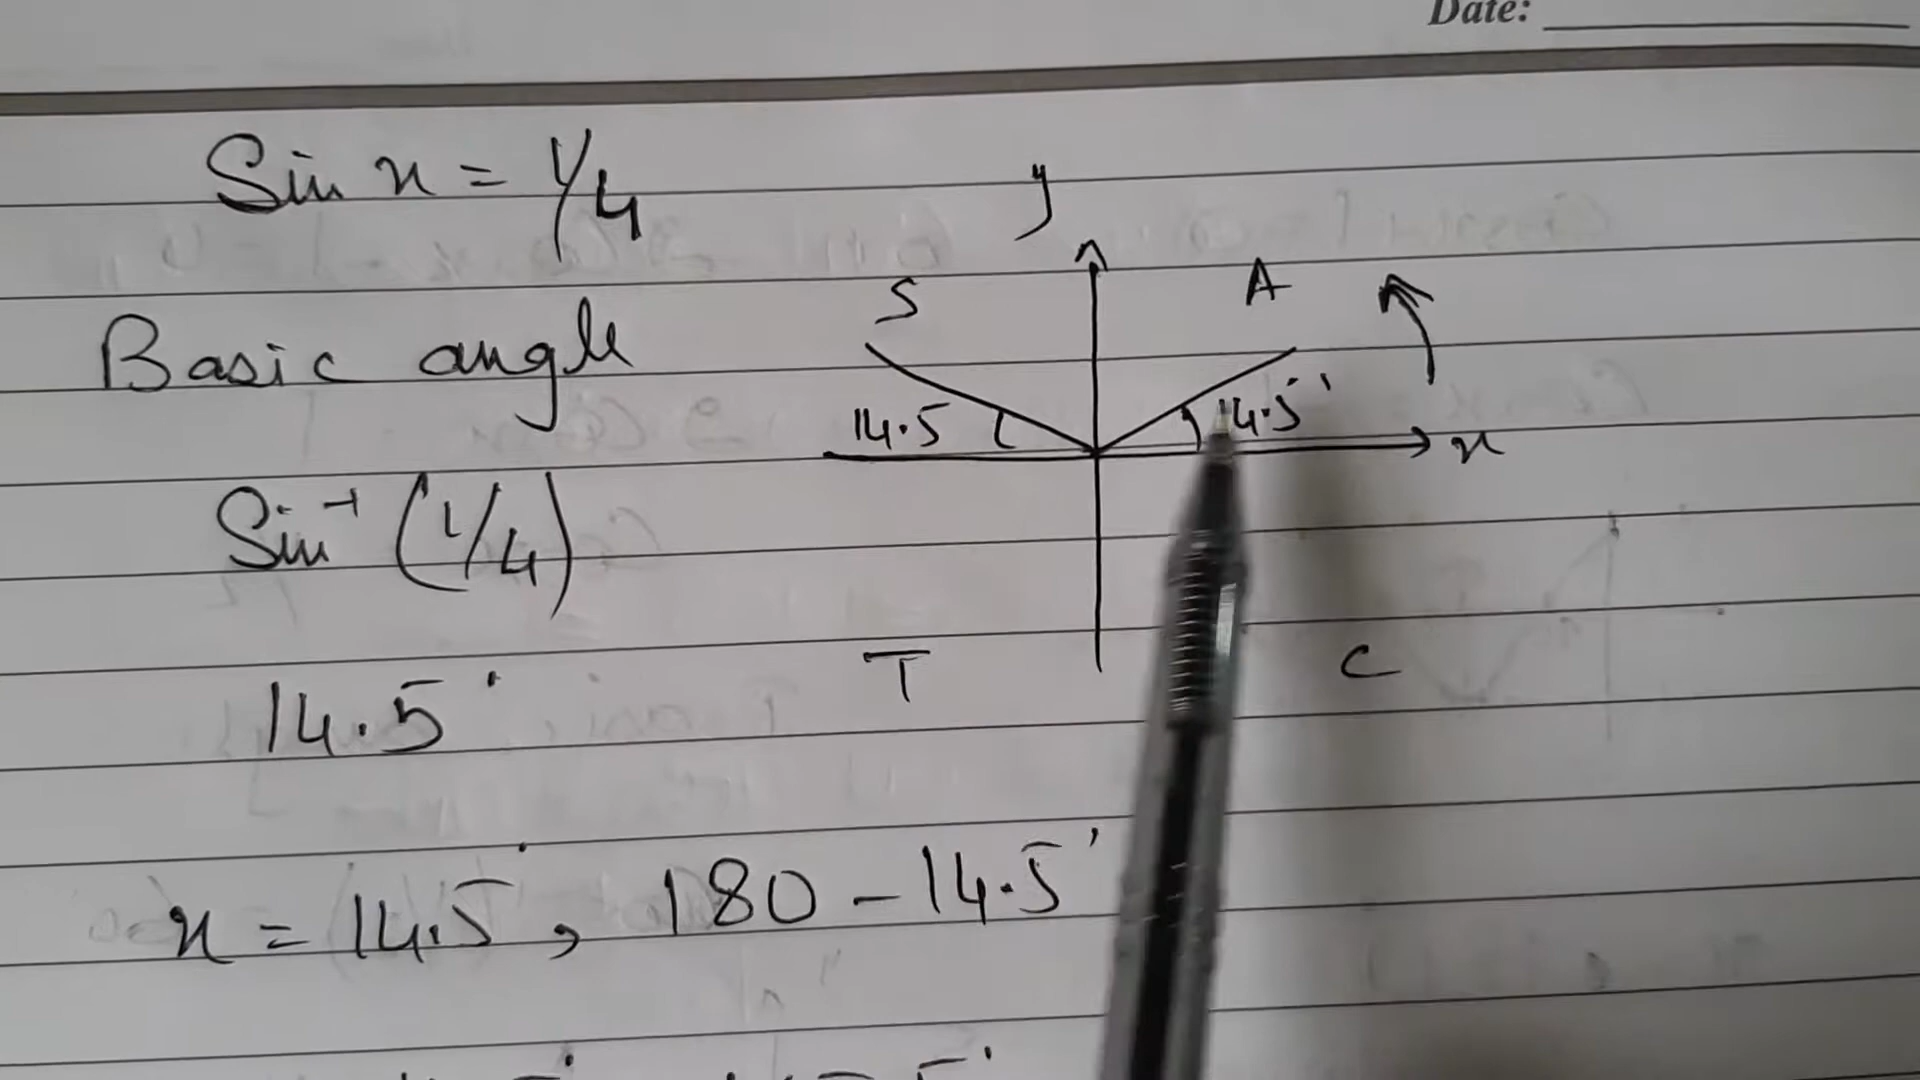 Date:
Sin x = 1/4
y
S A
Basic angle
14.5 14.5°
x
Sin⁻¹ (1/4)
T C
14.5°
x = 14.5°, 180 - 14.5°